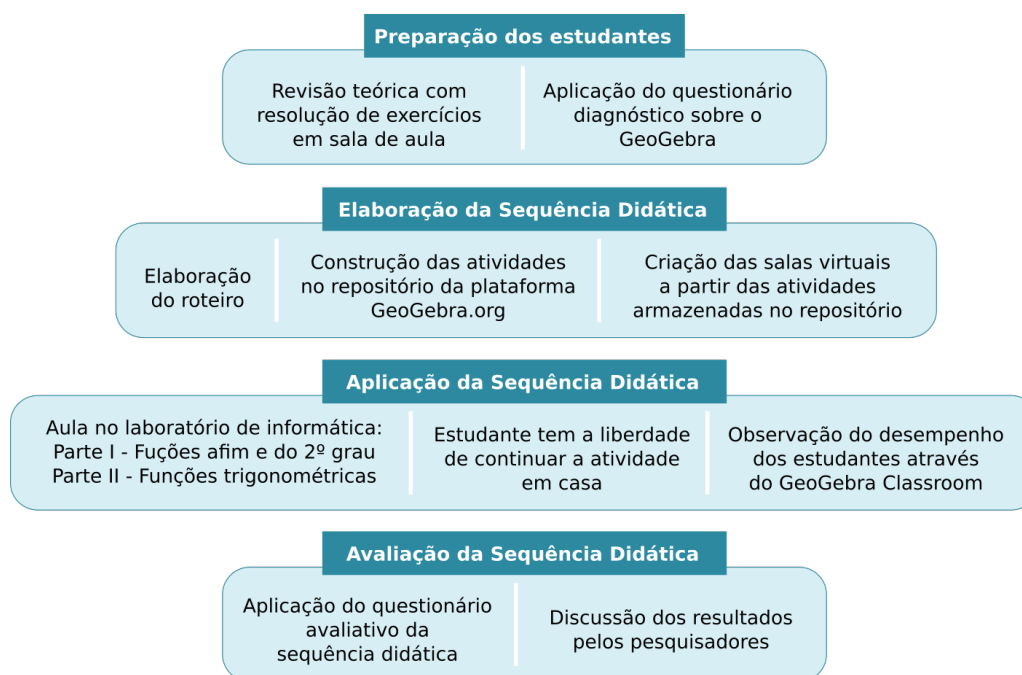 Preparação dos estudantes
Revisão teórica com
resolução de exercícios
em sala de aula
Aplicação do questionário
diagnóstico sobre o
GeoGebra
Elaboração da Sequência Didática
Elaboração
do roteiro
Construção das atividades
no repositório da plataforma
GeoGebra.org
Criação das salas virtuais
a partir das atividades
armazenadas no repositório
Aplicação da Sequência Didática
Aula no laboratório de informática:
Parte I - Fuções afim e do 2º grau
Parte II - Funções trigonométricas
Estudante tem a liberdade
de continuar a atividade
em casa
Observação do desempenho
dos estudantes através
do GeoGebra Classroom
Avaliação da Sequência Didática
Aplicação do questionário
avaliativo da
sequência didática
Discussão dos resultados
pelos pesquisadores